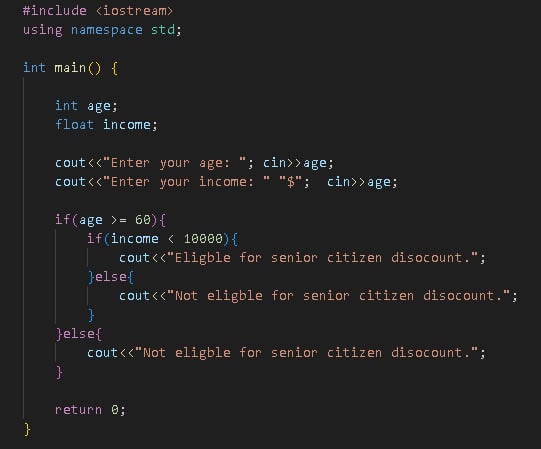 #include <iostream>
using namespace std;
int main() {
int age;
float income;
cout<<"Enter your age: "; cin>>age;
cout<<"Enter your income: " "$";  cin>>age;
if(age >= 60){
if(income < 10000){
cout<<"Eligble for senior citizen disocount.";
}else{
cout<<"Not eligble for senior citizen disocount.";
}
}else{
cout<<"Not eligble for senior citizen disocount.";
}
return 0;
}